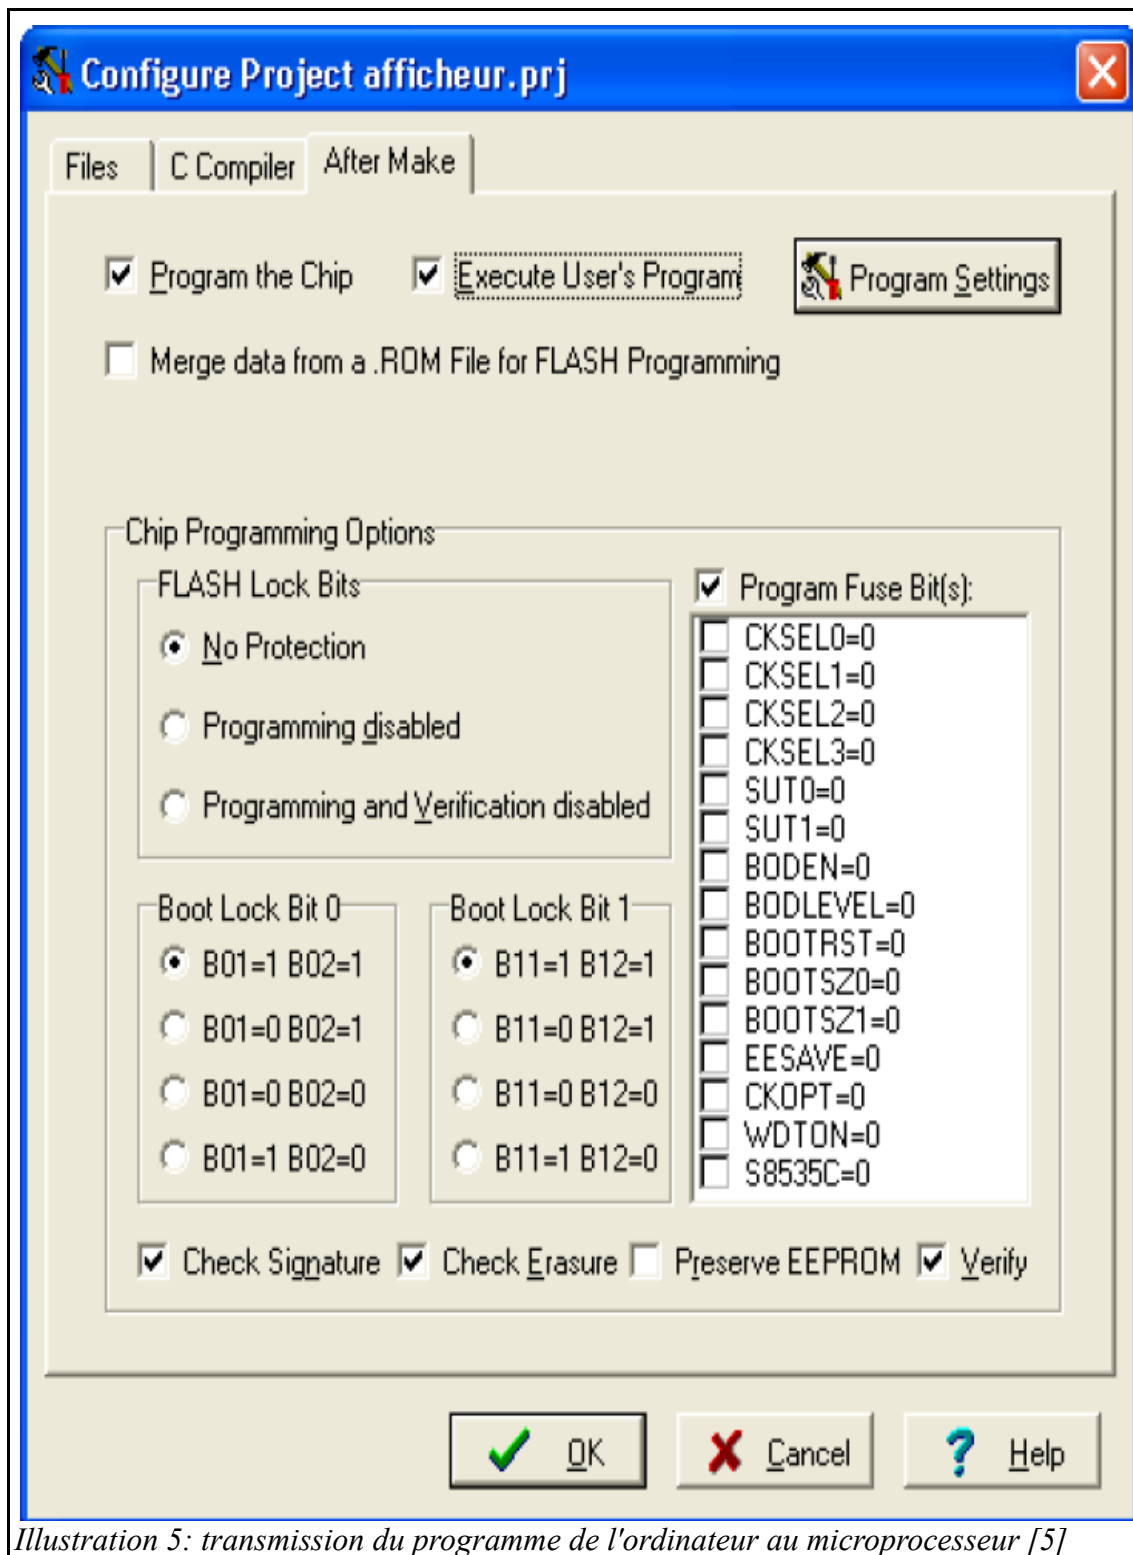 Configure Project afficheur.prj
Files C Compiler After Make
Program the Chip Execute User's Program Program Settings
Merge data from a .ROM File for FLASH Programming
Chip Programming Options
FLASH Lock Bits
No Protection
Programming disabled
Programming and Verification disabled
Program Fuse Bit(s):
CKSEL0=0
CKSEL1=0
CKSEL2=0
CKSEL3=0
SUT0=0
SUT1=0
BODEN=0
BODLEVEL=0
BOOTRST=0
BOOTSZ0=0
BOOTSZ1=0
EESAVE=0
CKOPT=0
WDTON=0
S8535C=0
Boot Lock Bit 0
B01=1 B02=1
B01=0 B02=1
B01=0 B02=0
B01=1 B02=0
Boot Lock Bit 1
B11=1 B12=1
B11=0 B12=1
B11=0 B12=0
B11=1 B12=0
Check Signature Check Erasure Preserve EEPROM Verify
OK Cancel Help
Illustration 5: transmission du programme de l'ordinateur au microprocesseur [5]